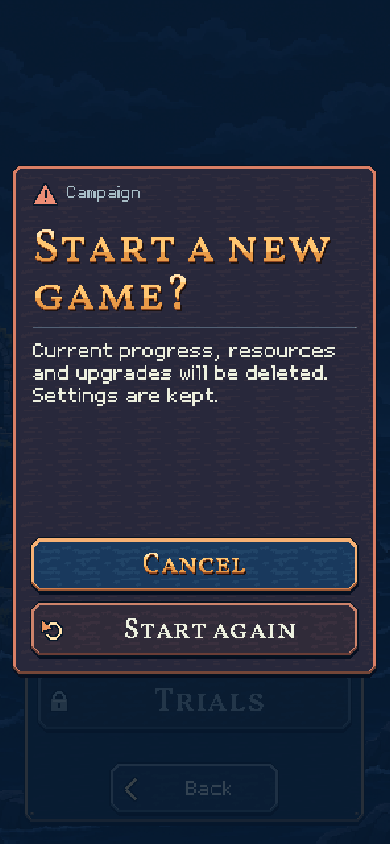 Campaign
START A NEW
GAME?
Current progress, resources
and upgrades will be deleted.
Settings are kept.
CANCEL
START AGAIN
TRIALS
Back